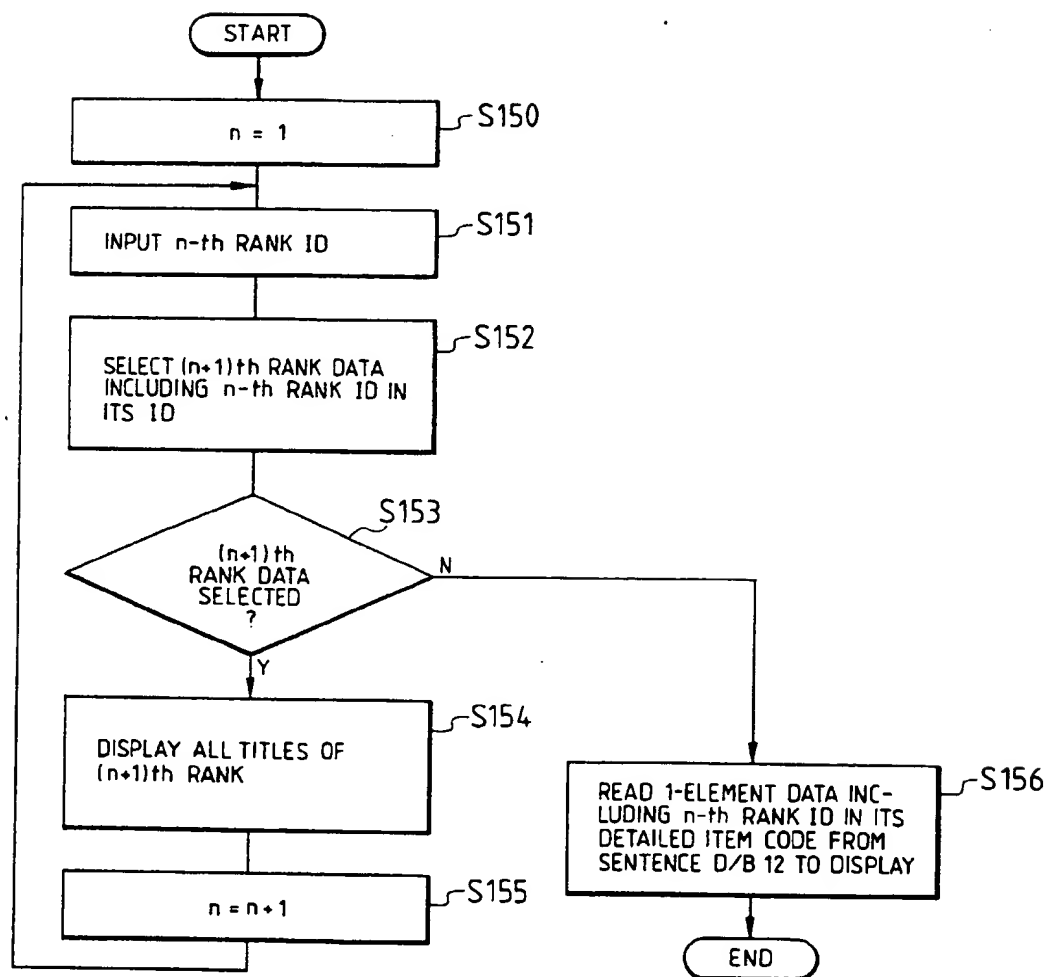 START
n = 1
S150
INPUT n-th RANK ID
S151
SELECT (n+1)th RANK DATA
INCLUDING n-th RANK ID IN
ITS ID
S152
(n+1)th
RANK DATA
SELECTED
?
S153
N
Y
DISPLAY ALL TITLES OF
(n+1)th RANK
S154
n = n+1
S155
READ 1-ELEMENT DATA INC-
LUDING n-th RANK ID IN ITS
DETAILED ITEM CODE FROM
SENTENCE D/B 12 TO DISPLAY
S156
END